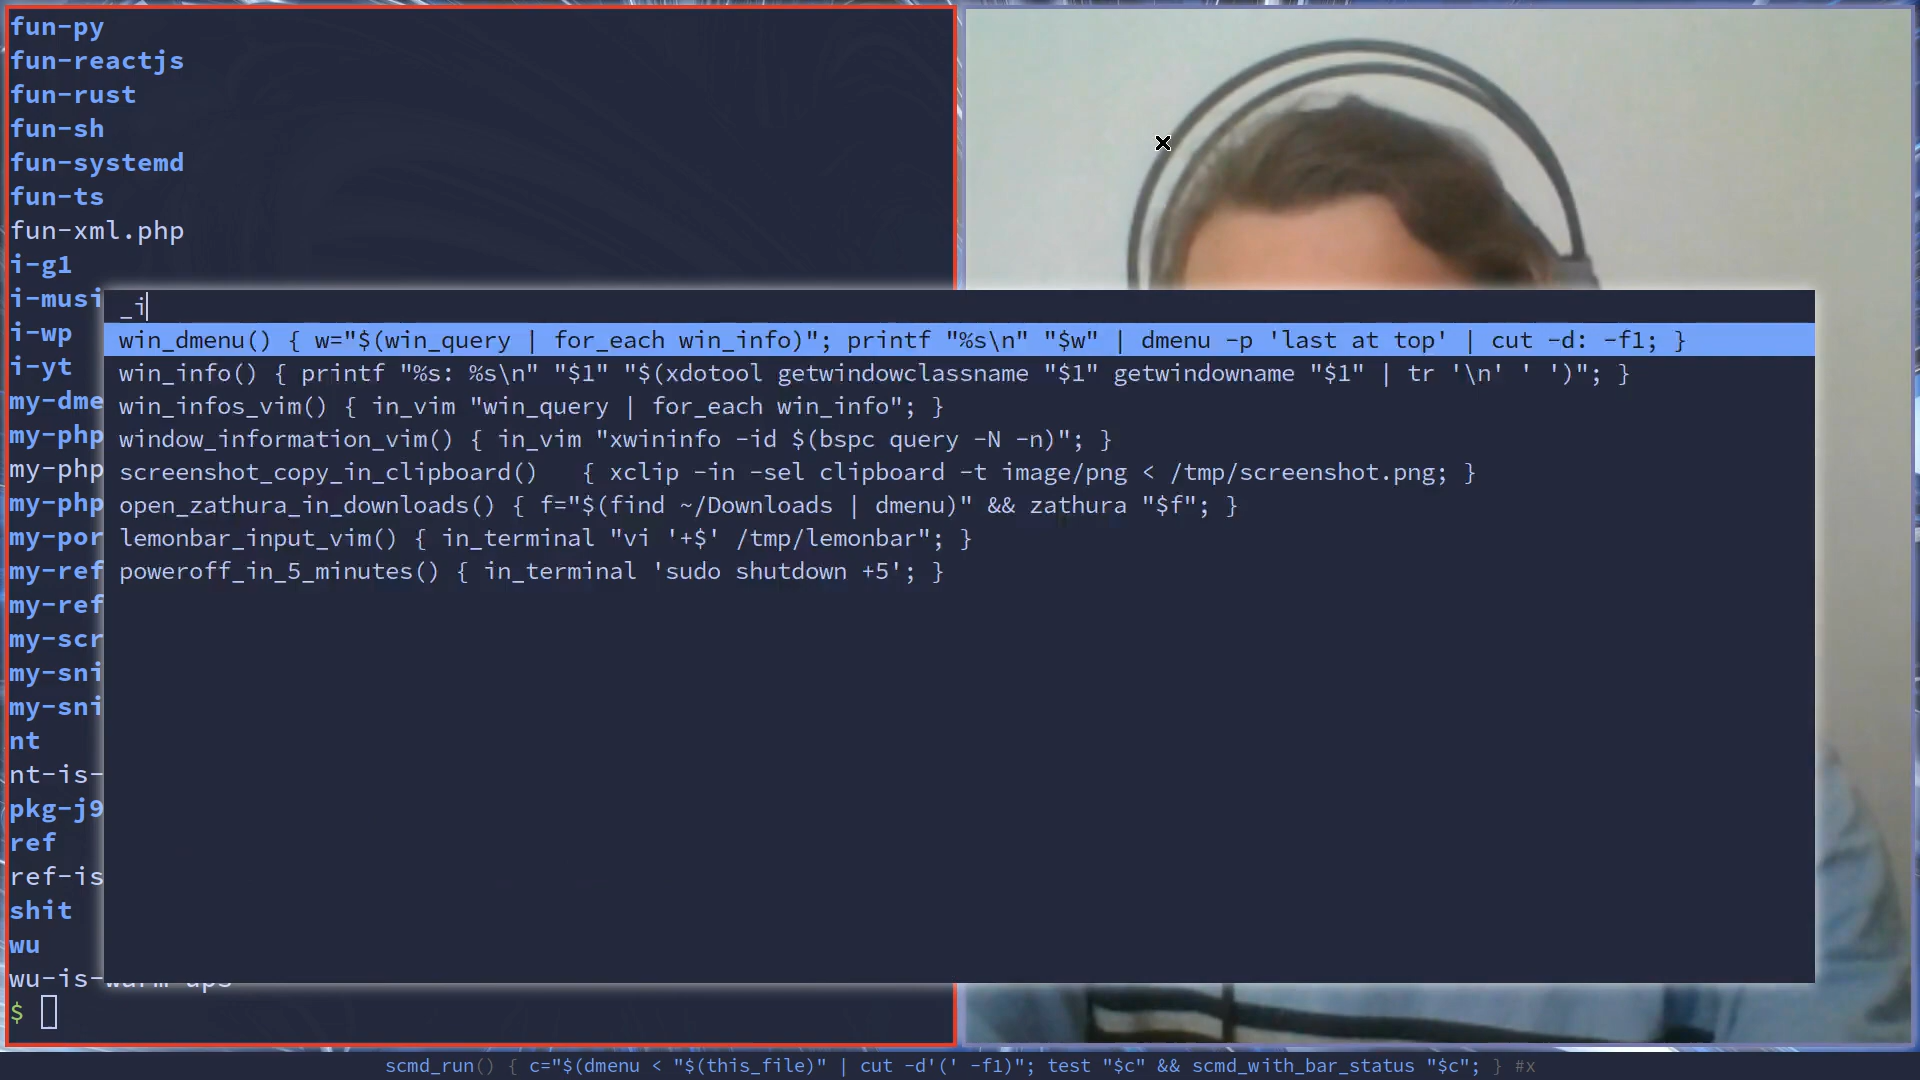 fun-py
fun-reactjs
fun-rust
fun-sh
fun-systemd
fun-ts
fun-xml.php
i-g1
i-musi
i-wp
i-yt
my-dme
my-php
my-php
my-php
my-por
my-ref
my-ref
my-scr
my-sni
my-sni
nt
nt-is-
pkg-j9
ref
ref-is
shit
wu
wu-is-warm-ups
$
_i
win_dmenu() { w="$(win_query | for_each win_info)"; printf "%s\n" "$w" | dmenu -p 'last at top' | cut -d: -f1; }
win_info() { printf "%s: %s\n" "$1" "$(xdotool getwindowclassname "$1" getwindowname "$1" | tr '\n' ' ')"; }
win_infos_vim() { in_vim "win_query | for_each win_info"; }
window_information_vim() { in_vim "xwininfo -id $(bspc query -N -n)"; }
screenshot_copy_in_clipboard()   { xclip -in -sel clipboard -t image/png < /tmp/screenshot.png; }
open_zathura_in_downloads() { f="$(find ~/Downloads | dmenu)" && zathura "$f"; }
lemonbar_input_vim() { in_terminal "vi '+$' /tmp/lemonbar"; }
poweroff_in_5_minutes() { in_terminal 'sudo shutdown +5'; }
scmd_run() { c="$(dmenu < "$(this_file)" | cut -d'(' -f1)"; test "$c" && scmd_with_bar_status "$c"; } #x